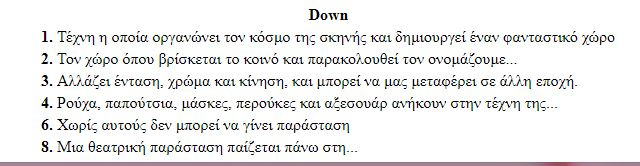 Down
1. Τέχνη η οποία οργανώνει τον κόσμο της σκηνής και δημιουργεί έναν φανταστικό χώρο
2. Τον χώρο όπου βρίσκεται το κοινό και παρακολουθεί τον ονομάζουμε...
3. Αλλάζει ένταση, χρώμα και κίνηση, και μπορεί να μας μεταφέρει σε άλλη εποχή.
4. Ρούχα, παπούτσια, μάσκες, περούκες και αξεσουάρ ανήκουν στην τέχνη της...
6. Χωρίς αυτούς δεν μπορεί να γίνει παράσταση
8. Μια θεατρική παράσταση παίζεται πάνω στη...